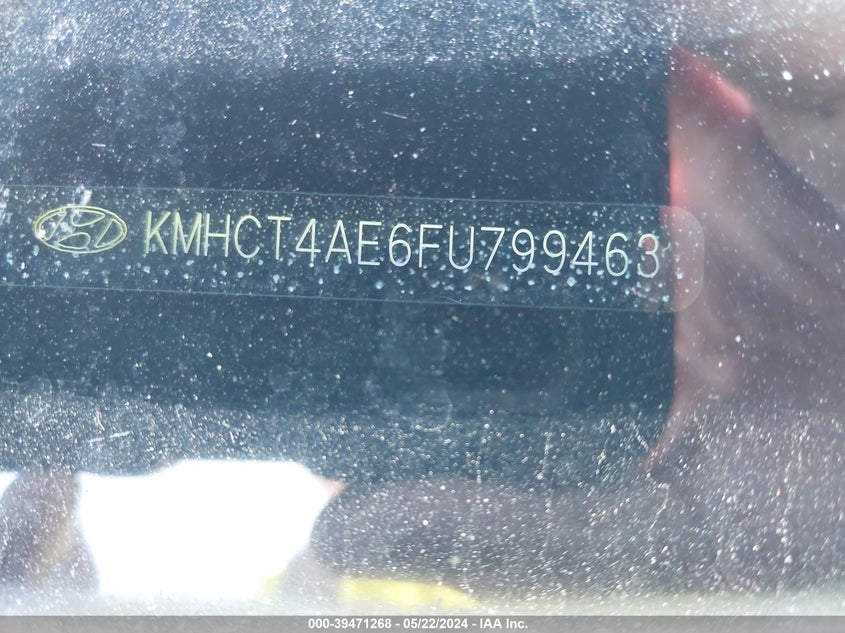 KMHCT4AE6FU799463
000-39471268 - 05/22/2024 - IAA Inc.